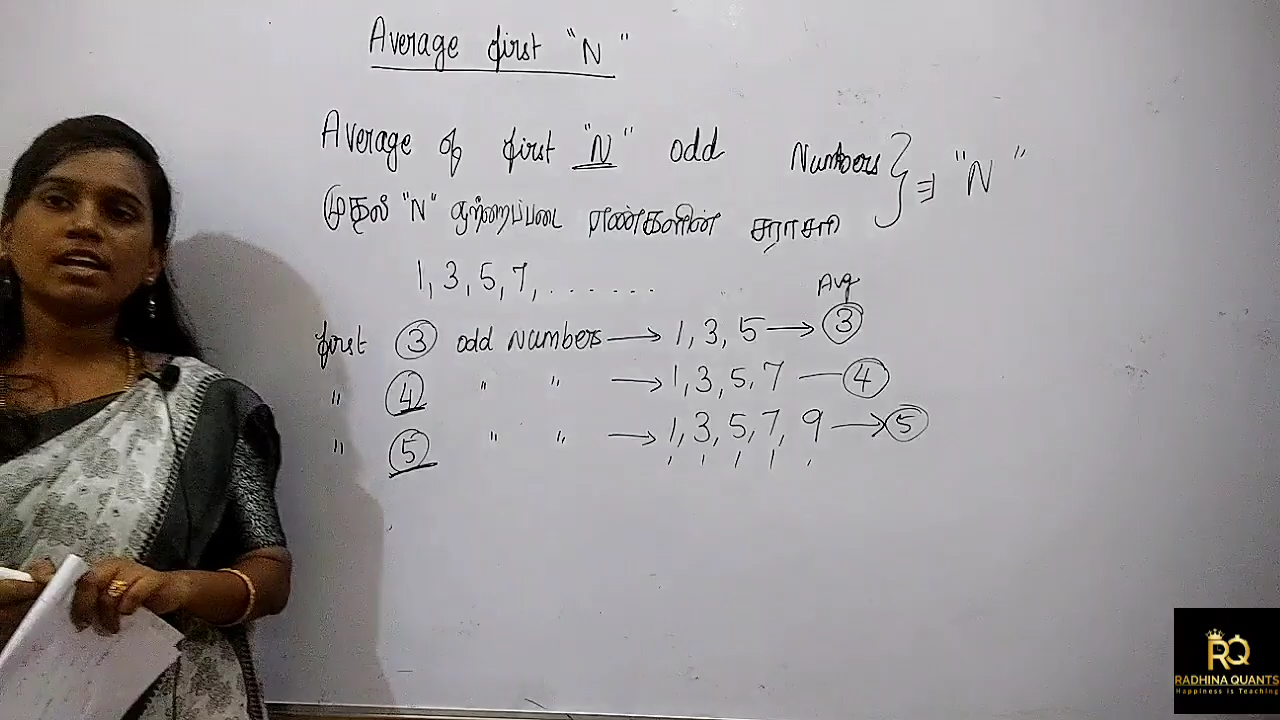 Average first "N"
Average of first "N" odd Numbers } ⇒ "N"
முதல் "N" ஒற்றைப்படை எண்களின் சராசரி
1, 3, 5, 7, . . . . . .
Avg
first 3 odd numbers → 1, 3, 5 → 3
" 4 " " → 1, 3, 5, 7 — 4
" 5 " " → 1, 3, 5, 7, 9 → 5
RQ
RADHINA QUANTS
Happiness is Teaching